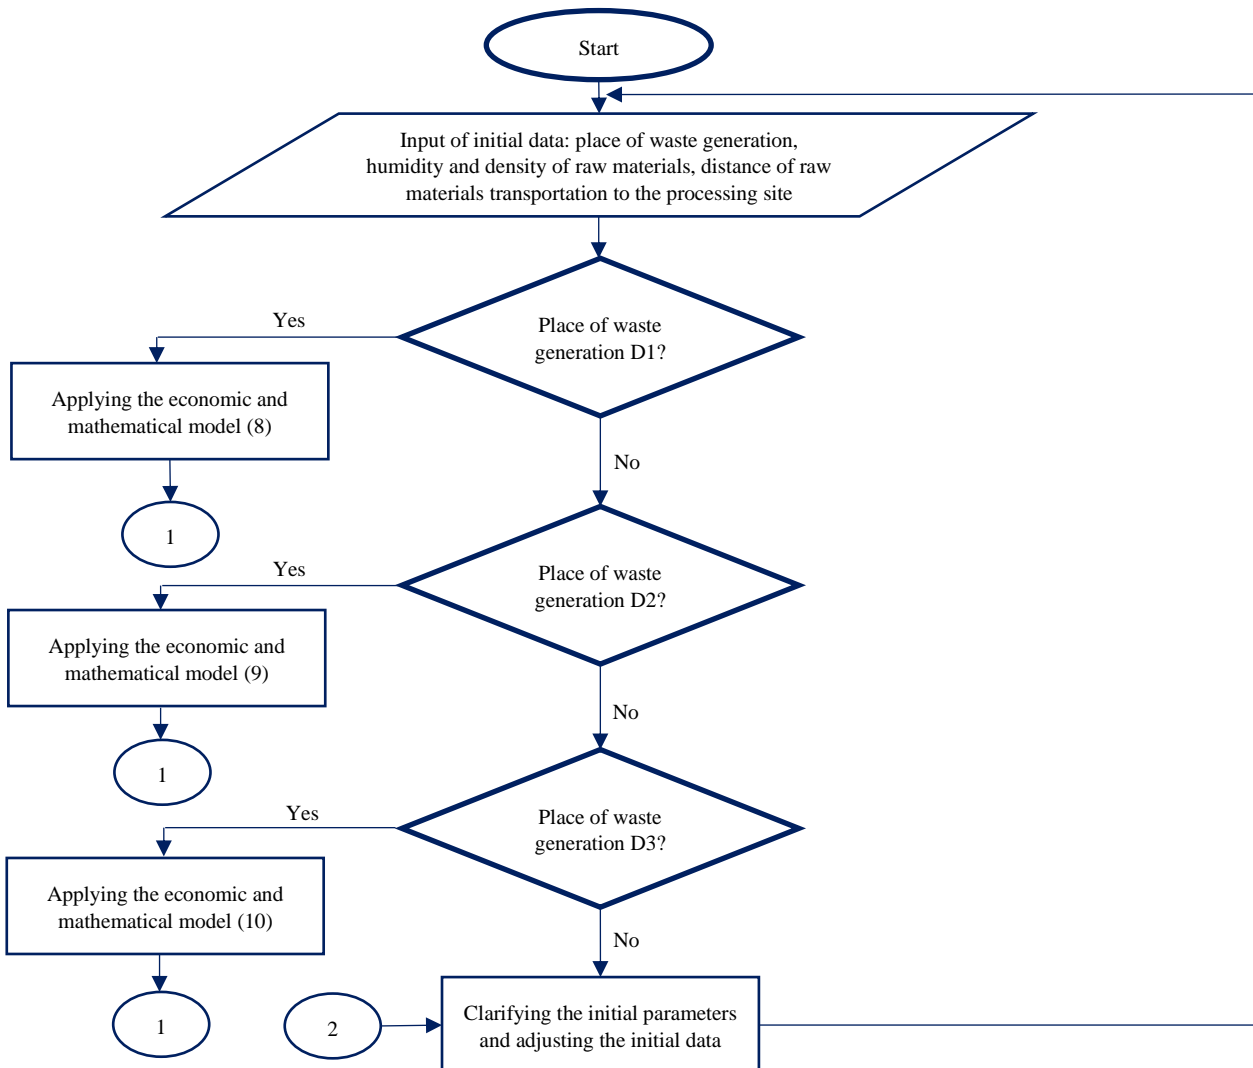 Start
Input of initial data: place of waste generation,
humidity and density of raw materials, distance of raw
materials transportation to the processing site
Yes
Place of waste
generation D1?
Applying the economic and
mathematical model (8)
No
1
Yes
Place of waste
generation D2?
Applying the economic and
mathematical model (9)
No
1
Yes
Place of waste
generation D3?
Applying the economic and
mathematical model (10)
No
1
2
Clarifying the initial parameters
and adjusting the initial data